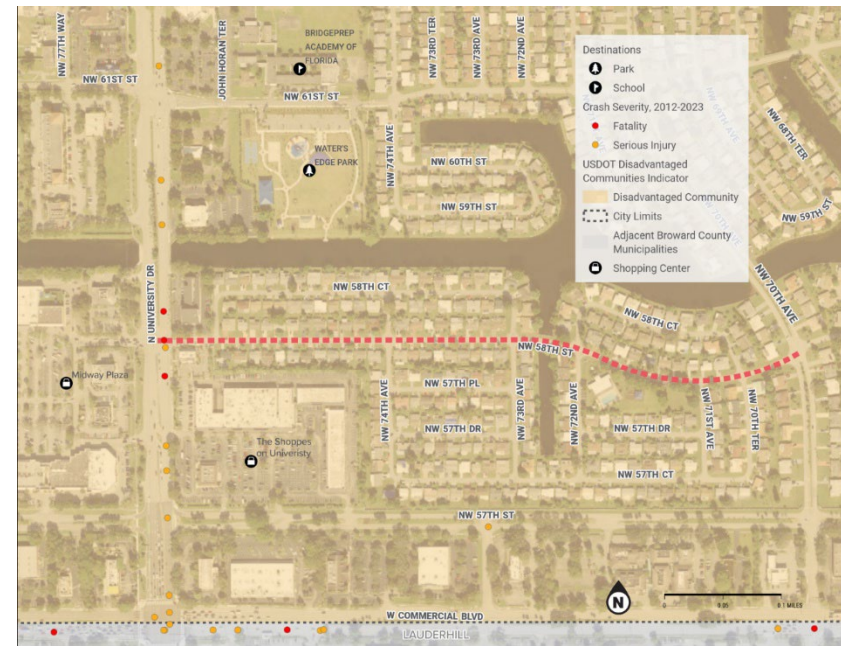 NW 77TH WAY
JOHN HORAN TER
BRIDGEPREP
ACADEMY OF
FLORIDA
NW 73RD TER
NW 73RD AVE
NW 72ND AVE
NW 61ST ST
NW 61ST ST
WATER'S
EDGE PARK
NW 74TH AVE
NW 60TH ST
NW 59TH ST
Destinations
Park
School
Crash Severity, 2012-2023
Fatality
Serious Injury
USDOT Disadvantaged
Communities Indicator
Disadvantaged Community
City Limits
Adjacent Broward County
Municipalities
Shopping Center
NW 68TH TER
NW 59TH ST
NW 70TH AVE
N UNIVERSITY DR
NW 58TH CT
NW 58TH CT
NW 58TH ST
Midway Plaza
NW 74TH AVE
NW 57TH PL
NW 73RD AVE
NW 72ND AVE
NW 71ST AVE
NW 70TH TER
NW 57TH DR
NW 57TH DR
The Shoppes
on Univeristy
NW 57TH CT
NW 57TH ST
N
0
0.05
0.1 MILES
W COMMERCIAL BLVD
LAUDERHILL